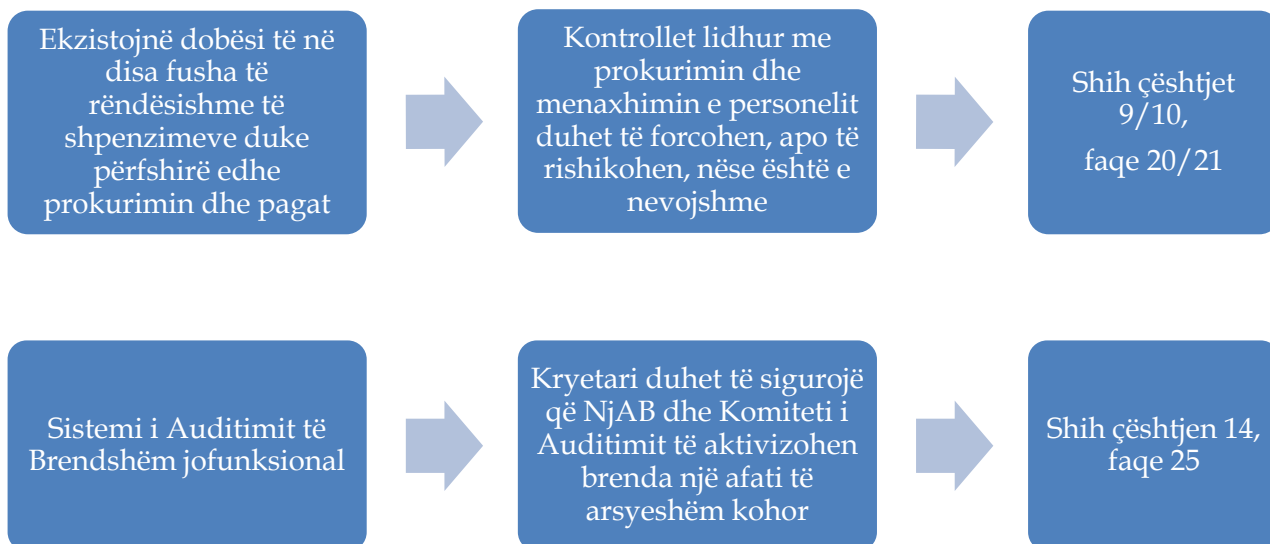 Ekzistojnë dobësi të në
disa fusha të
rëndësishme të
shpenzimeve duke
përfshirë edhe
prokurimin dhe pagat
Kontrollet lidhur me
prokurimin dhe
menaxhimin e personelit
duhet të forcohen, apo të
rishikohen, nëse është e
nevojshme
Shih çështjet
9/10,
faqe 20/21
Sistemi i Auditimit të
Brendshëm jofunksional
Kryetari duhet të sigurojë
që NjAB dhe Komiteti i
Auditimit të aktivizohen
brenda një afati të
arsyeshëm kohor
Shih çështjen 14,
faqe 25